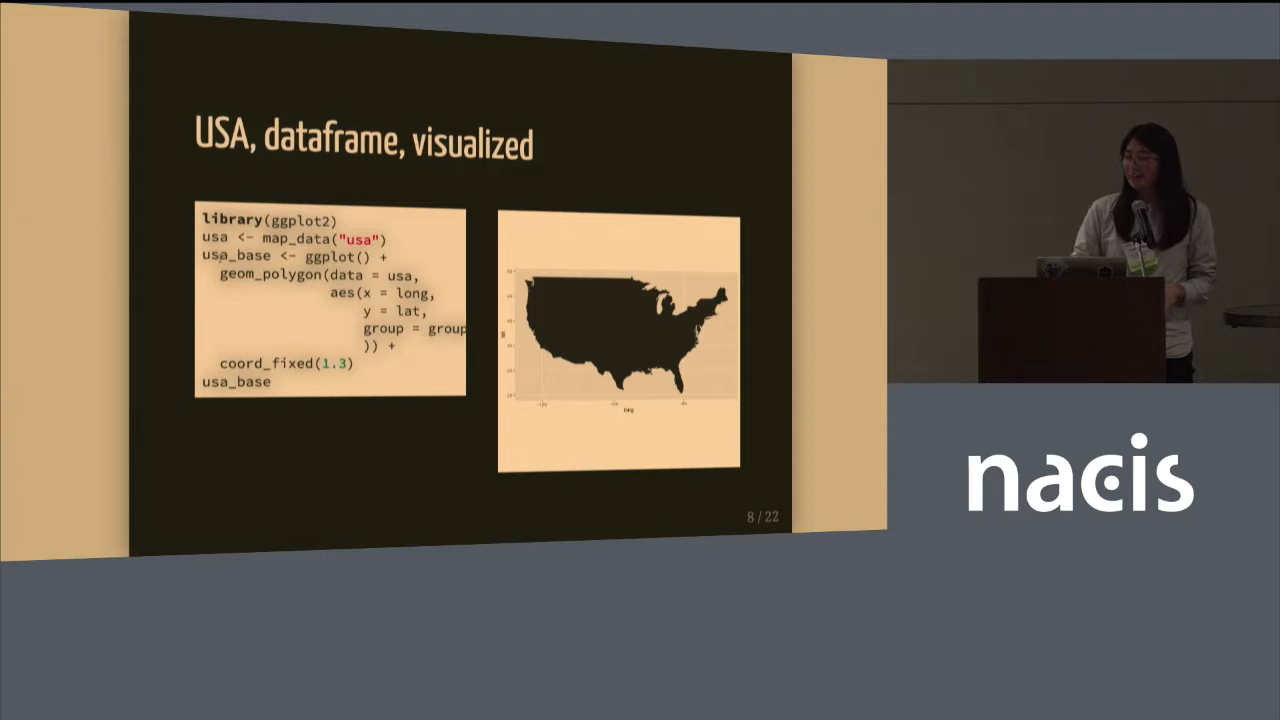 USA, dataframe, visualized
library(ggplot2)
usa <- map_data("usa")
usa_base <- ggplot() +
geom_polygon(data = usa,
aes(x = long,
y = lat,
group = group
)) +
coord_fixed(1.3)
usa_base
long
8 / 22
nacis